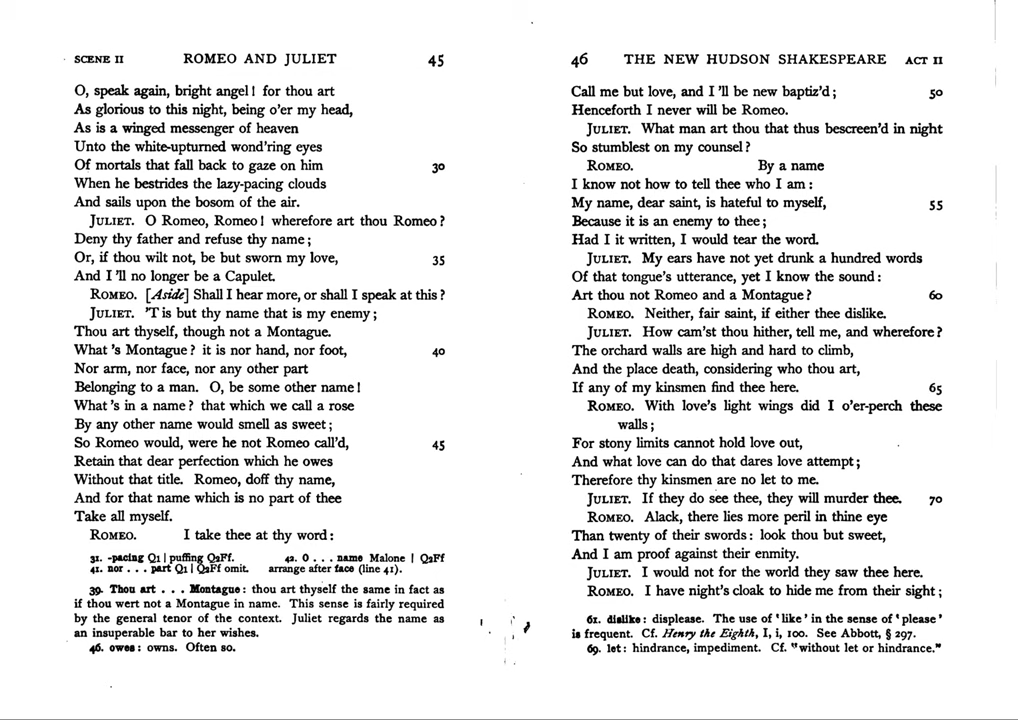 SCENE II ROMEO AND JULIET 45
O, speak again, bright angel! for thou art
As glorious to this night, being o'er my head,
As is a winged messenger of heaven
Unto the white-upturned wond'ring eyes
Of mortals that fall back to gaze on him 30
When he bestrides the lazy-pacing clouds
And sails upon the bosom of the air.
JULIET. O Romeo, Romeo! wherefore art thou Romeo?
Deny thy father and refuse thy name;
Or, if thou wilt not, be but sworn my love, 35
And I 'll no longer be a Capulet.
ROMEO. [Aside] Shall I hear more, or shall I speak at this?
JULIET. 'T is but thy name that is my enemy;
Thou art thyself, though not a Montague.
What 's Montague? it is nor hand, nor foot, 40
Nor arm, nor face, nor any other part
Belonging to a man. O, be some other name!
What 's in a name? that which we call a rose
By any other name would smell as sweet;
So Romeo would, were he not Romeo call'd, 45
Retain that dear perfection which he owes
Without that title. Romeo, doff thy name,
And for that name which is no part of thee
Take all myself.
ROMEO. I take thee at thy word:
31. -pacing Q1 | puffing Q2Ff. 42. O . . . name Malone | Q2Ff
41. nor . . . part Q1 | Q2Ff omit. arrange after face (line 41).
39. Thou art . . . Montague: thou art thyself the same in fact as
if thou wert not a Montague in name. This sense is fairly required
by the general tenor of the context. Juliet regards the name as
an insuperable bar to her wishes.
46. owes: owns. Often so.
46 THE NEW HUDSON SHAKESPEARE ACT II
Call me but love, and I 'll be new baptiz'd; 50
Henceforth I never will be Romeo.
JULIET. What man art thou that thus bescreen'd in night
So stumblest on my counsel?
ROMEO. By a name
I know not how to tell thee who I am:
My name, dear saint, is hateful to myself, 55
Because it is an enemy to thee;
Had I it written, I would tear the word.
JULIET. My ears have not yet drunk a hundred words
Of that tongue's utterance, yet I know the sound:
Art thou not Romeo and a Montague? 60
ROMEO. Neither, fair saint, if either thee dislike.
JULIET. How cam'st thou hither, tell me, and wherefore?
The orchard walls are high and hard to climb,
And the place death, considering who thou art,
If any of my kinsmen find thee here. 65
ROMEO. With love's light wings did I o'er-perch these
walls;
For stony limits cannot hold love out,
And what love can do that dares love attempt;
Therefore thy kinsmen are no let to me.
JULIET. If they do see thee, they will murder thee. 70
ROMEO. Alack, there lies more peril in thine eye
Than twenty of their swords: look thou but sweet,
And I am proof against their enmity.
JULIET. I would not for the world they saw thee here.
ROMEO. I have night's cloak to hide me from their sight;
61. dislike: displease. The use of 'like' in the sense of 'please'
is frequent. Cf. Henry the Eighth, I, i, 100. See Abbott, § 297.
69. let: hindrance, impediment. Cf. "without let or hindrance."